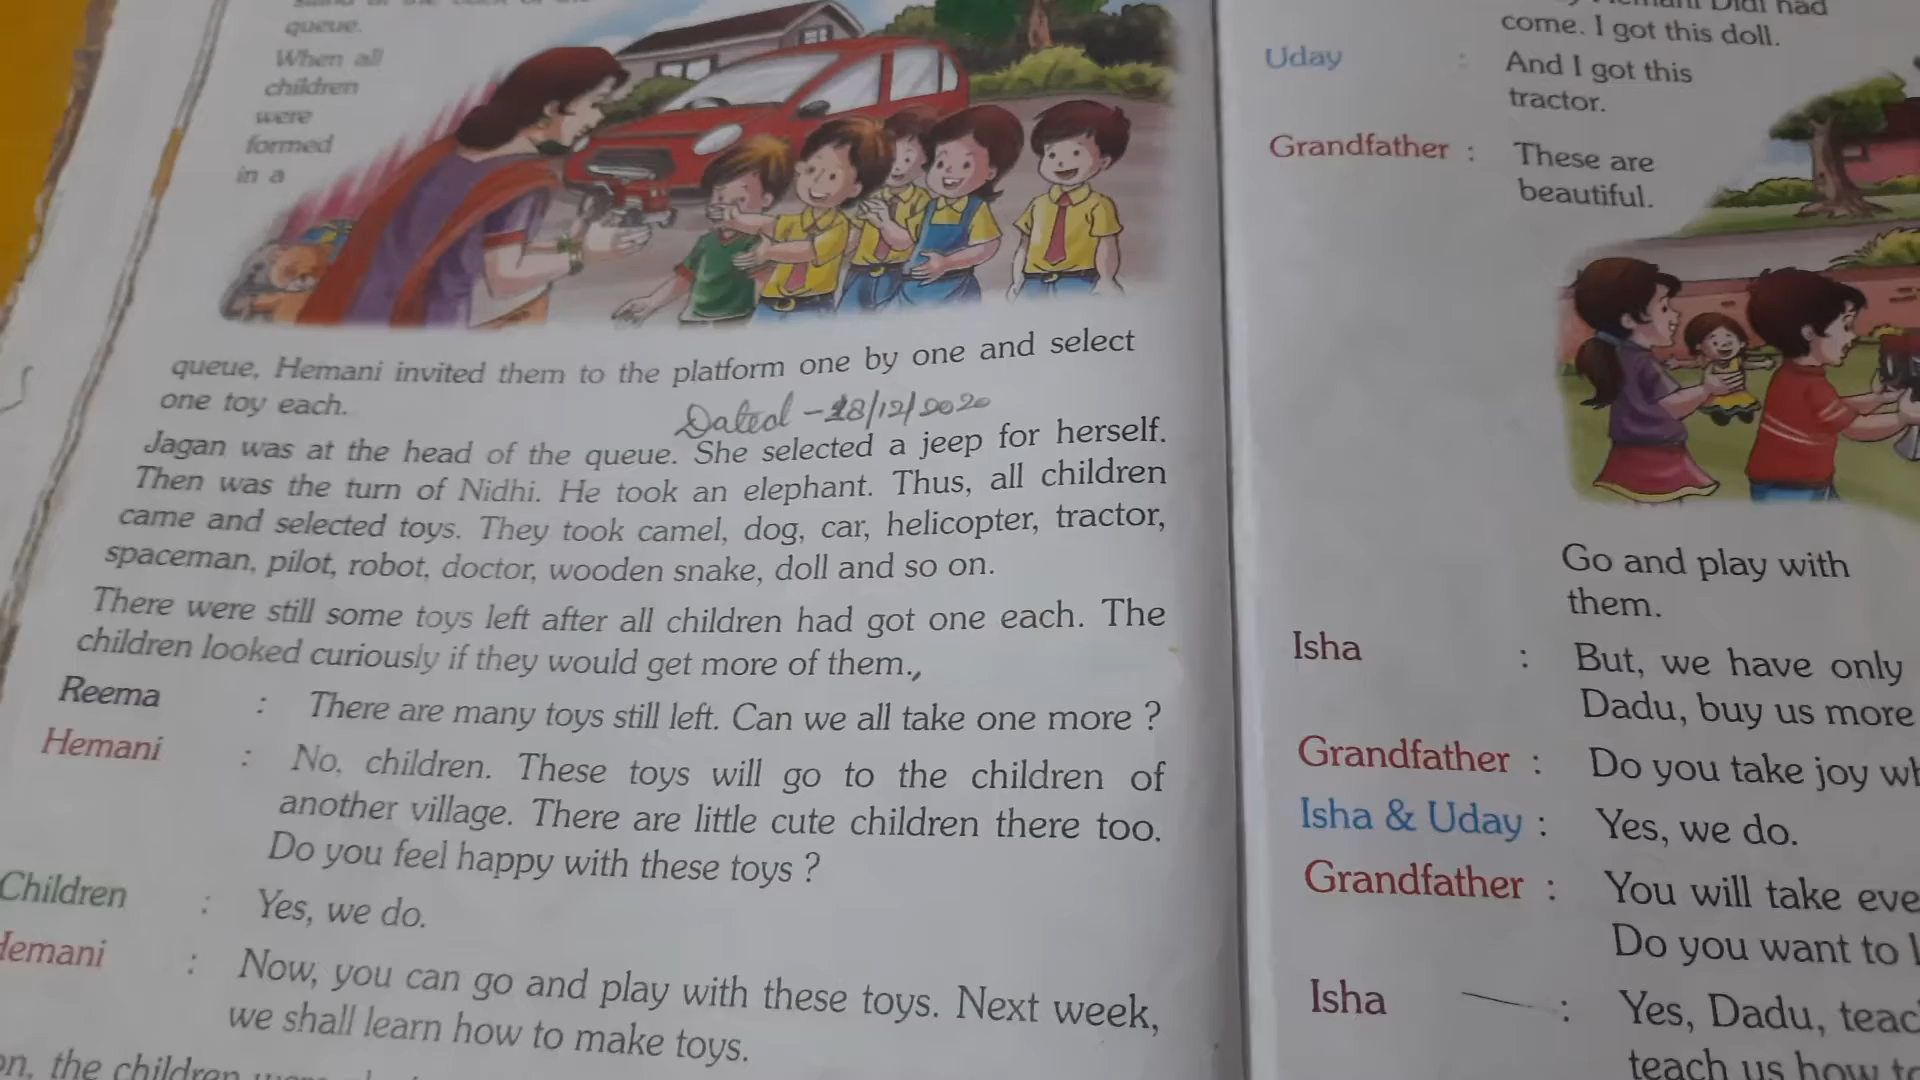 queue.
When all
children
were
formed
in a
queue, Hemani invited them to the platform one by one and select
one toy each.
Dated - 28/12/2020
Jagan was at the head of the queue. She selected a jeep for herself.
Then was the turn of Nidhi. He took an elephant. Thus, all children
came and selected toys. They took camel, dog, car, helicopter, tractor,
spaceman, pilot, robot, doctor, wooden snake, doll and so on.
There were still some toys left after all children had got one each. The
children looked curiously if they would get more of them.,
Reema : There are many toys still left. Can we all take one more ?
Hemani : No, children. These toys will go to the children of
another village. There are little cute children there too.
Do you feel happy with these toys ?
Children : Yes, we do.
Hemani : Now, you can go and play with these toys. Next week,
we shall learn how to make toys.
the children
Didi had
come. I got this doll.
Uday : And I got this
tractor.
Grandfather : These are
beautiful.
Go and play with
them.
Isha : But, we have only
Dadu, buy us more
Grandfather : Do you take joy
Isha & Uday : Yes, we do.
Grandfather : You will take
Do you want to
Isha : Yes, Dadu,
teach us how